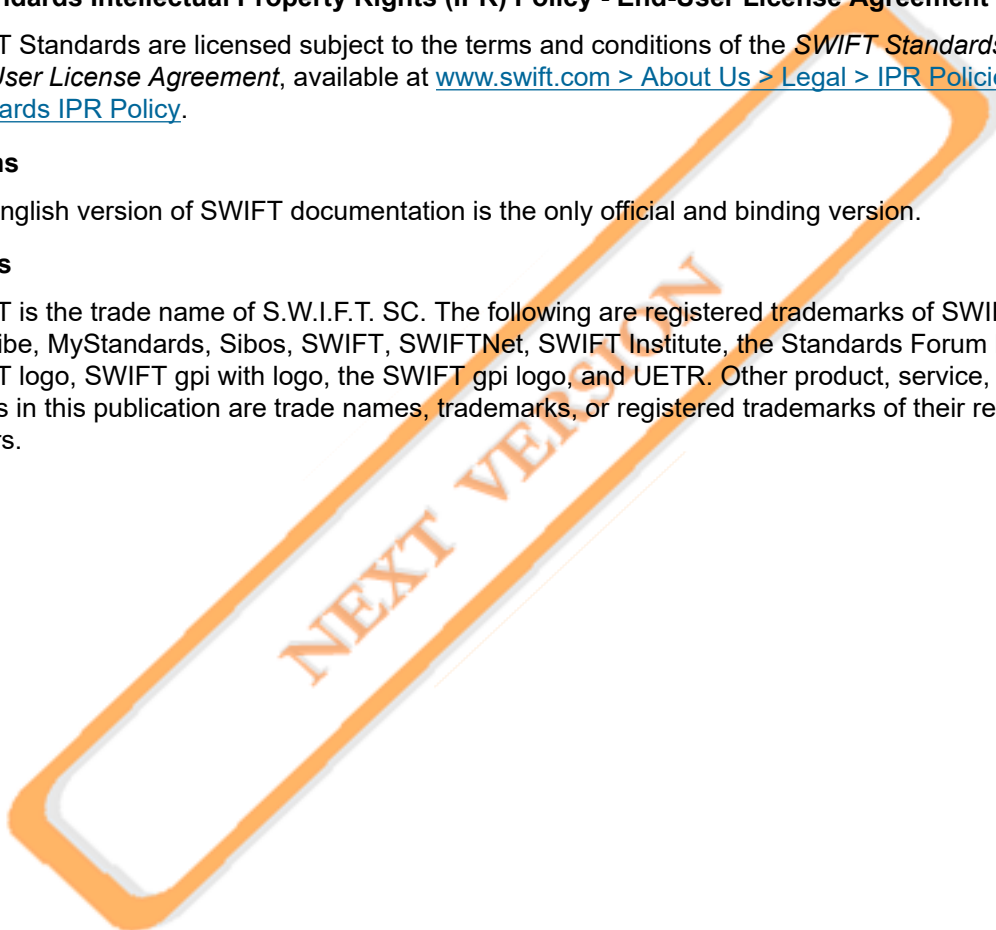 ndards Intellectual Property Rights (IPR) Policy - End-User License Agreement
T Standards are licensed subject to the terms and conditions of the SWIFT Standards
User License Agreement, available at www.swift.com > About Us > Legal > IPR Policie
ards IPR Policy.
ns
nglish version of SWIFT documentation is the only official and binding version.
s
T is the trade name of S.W.I.F.T. SC. The following are registered trademarks of SWI
ibe, MyStandards, Sibos, SWIFT, SWIFTNet, SWIFT Institute, the Standards Forum
T logo, SWIFT gpi with logo, the SWIFT gpi logo, and UETR. Other product, service,
s in this publication are trade names, trademarks, or registered trademarks of their re
rs.
NEXT VERSION